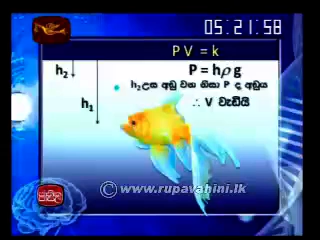 05:21:58
PV = k
h₂
P = hρg
h₂උස අඩු වන නිසා P ද අඩුය
h₁
∴ V වැඩියි
©www.rupavahini.lk